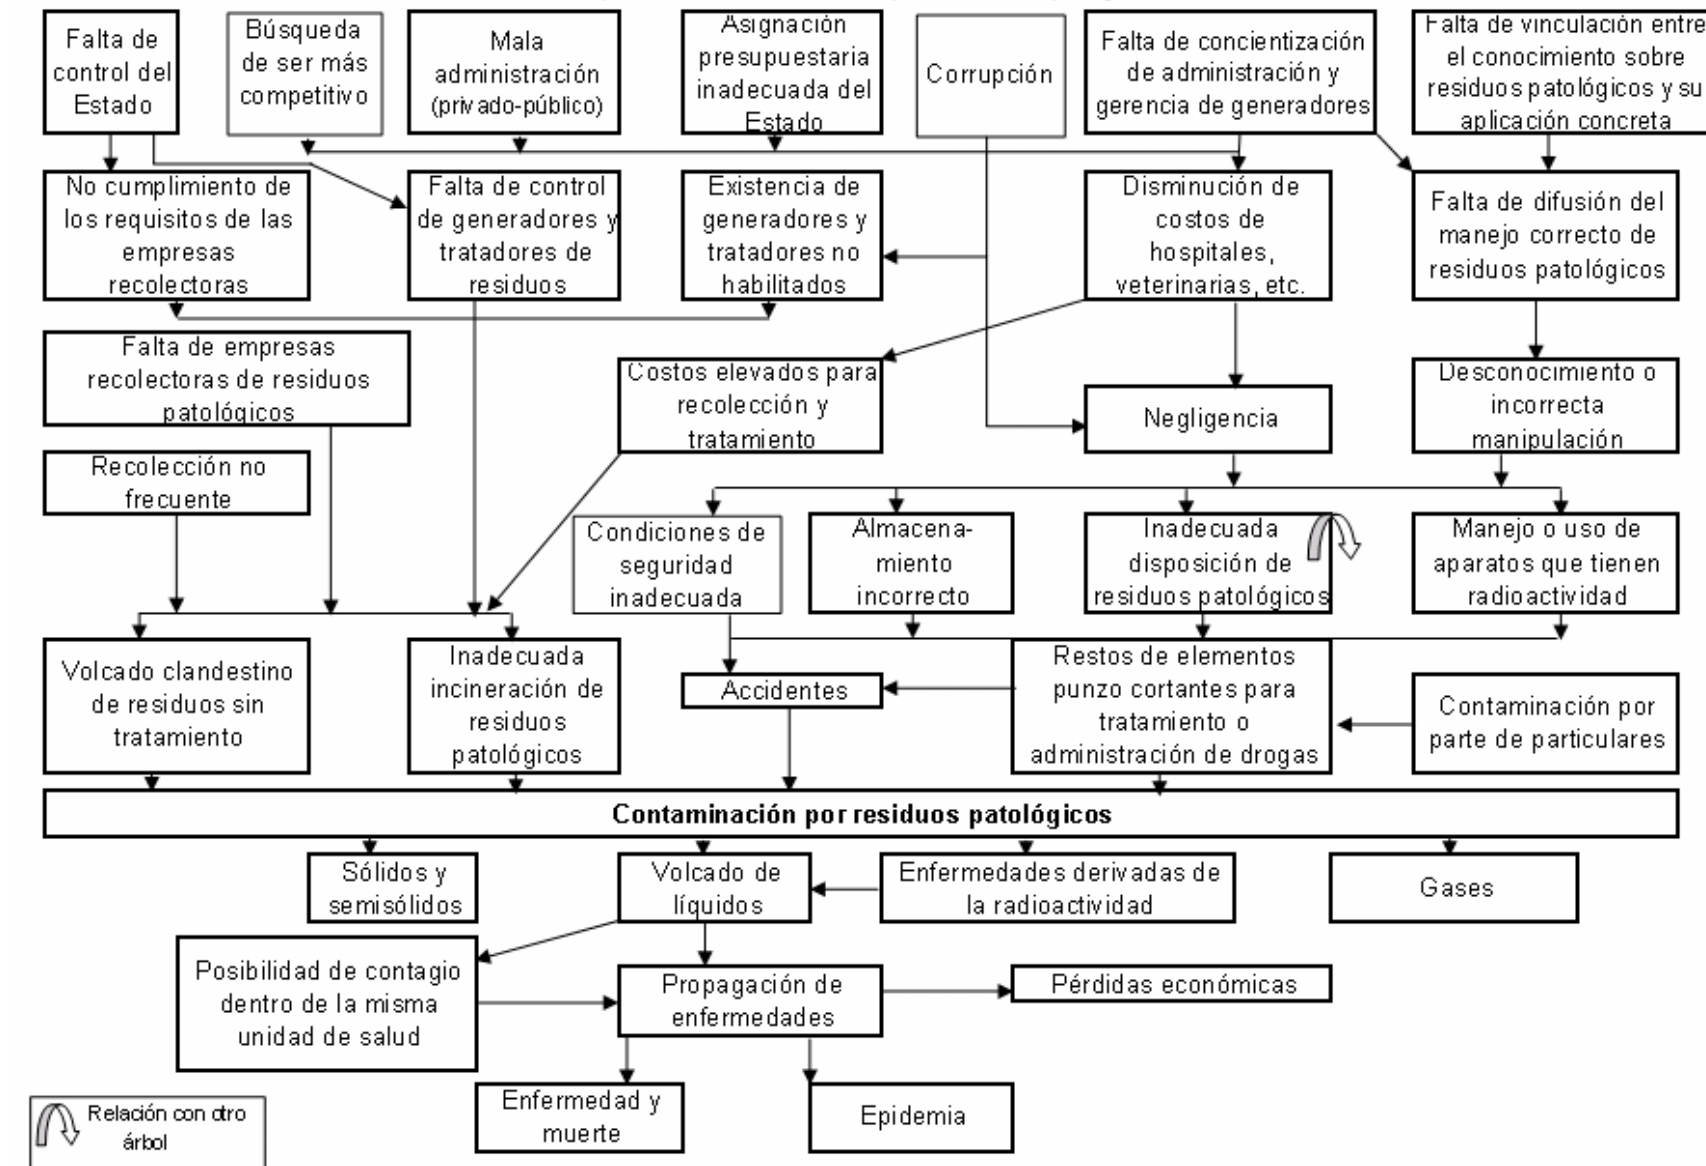 Falta de
control del
Estado
Búsqueda
de ser más
competitivo
Mala
administración
(privado-público)
Asignación
presupuestaria
inadecuada del
Estado
Corrupción
Falta de concientización
de administración y
gerencia de generadores
Falta de vinculación entre
el conocimiento sobre
residuos patológicos y su
aplicación concreta
No cumplimiento de
los requisitos de las
empresas
recolectoras
Falta de control
de generadores y
tratadores de
residuos
Existencia de
generadores y
tratadores no
habilitados
Disminución de
costos de
hospitales,
veterinarias, etc.
Falta de difusión del
manejo correcto de
residuos patológicos
Falta de empresas
recolectoras de residuos
patológicos
Costos elevados para
recolección y
tratamiento
Negligencia
Desconocimiento o
incorrecta
manipulación
Recolección no
frecuente
Condiciones de
seguridad
inadecuada
Almacena-
miento
incorrecto
Inadecuada
disposición de
residuos patológicos
Manejo o uso de
aparatos que tienen
radioactividad
Volcado clandestino
de residuos sin
tratamiento
Inadecuada
incineración de
residuos
patológicos
Accidentes
Restos de elementos
punzo cortantes para
tratamiento o
administración de drogas
Contaminación por
parte de particulares
Contaminación por residuos patológicos
Sólidos y
semisólidos
Volcado de
líquidos
Enfermedades derivadas de
la radioactividad
Gases
Posibilidad de contagio
dentro de la misma
unidad de salud
Propagación de
enfermedades
Pérdidas económicas
Enfermedad y
muerte
Epidemia
Relación con otro
árbol